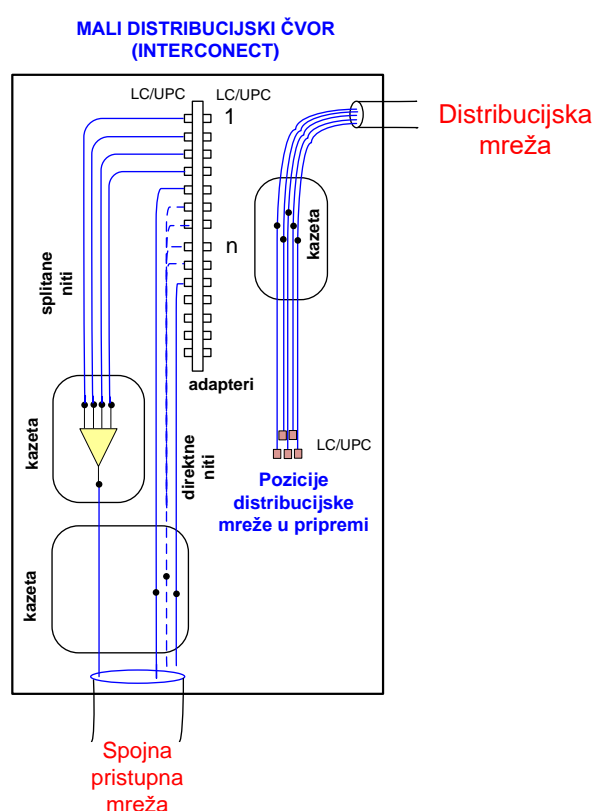 MALI DISTRIBUCIJSKI ČVOR
(INTERCONECT)
LC/UPC
LC/UPC
1
Distribucijska
mreža
kazeta
n
splitane
niti
adapteri
kazeta
direktne
niti
LC/UPC
Pozicije
distribucijske
mreže u pripremi
kazeta
Spojna
pristupna
mreža